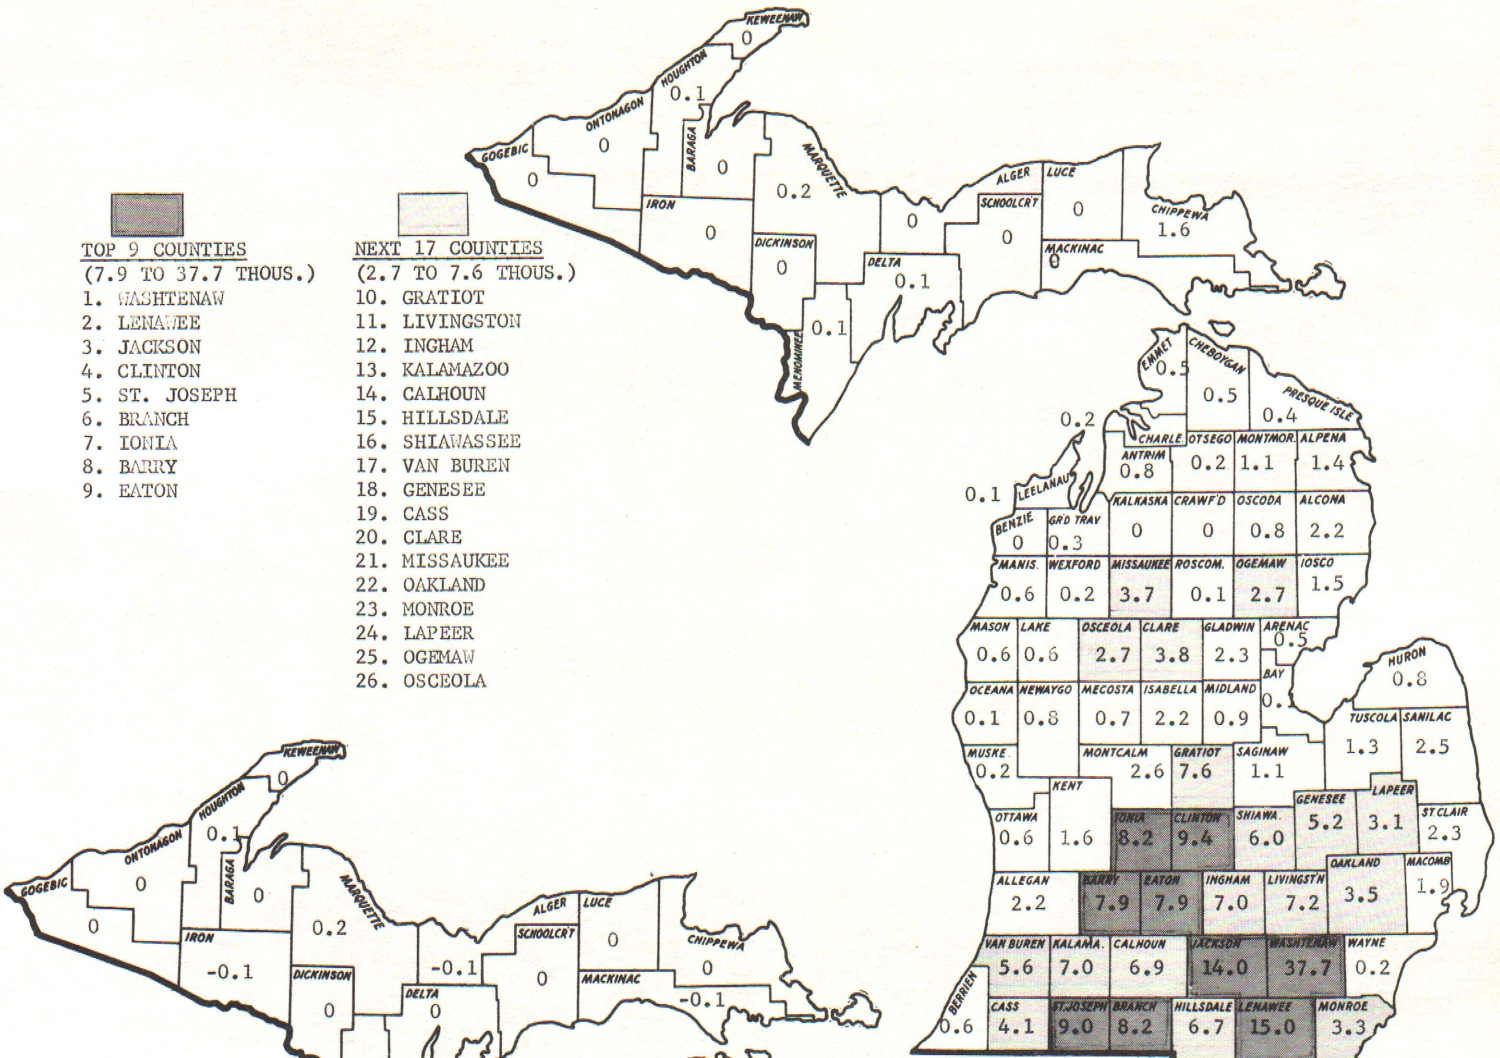 KEWEENAW
0
HOUGHTON
0.1
ONTONAGON
0
BARAGA
0
GOGEBIC
0
MARQUETTE
0.2
IRON
0
DICKINSON
0
ALGER
0
LUCE
0
SCHOOLCR'T
0
CHIPPEWA
1.6
MACKINAC
DELTA
0.1
MENOMINEE
0.1
TOP 9 COUNTIES
(7.9 TO 37.7 THOUS.)
1. WASHTENAW
2. LENAWEE
3. JACKSON
4. CLINTON
5. ST. JOSEPH
6. BRANCH
7. IONIA
8. BARRY
9. EATON
NEXT 17 COUNTIES
(2.7 TO 7.6 THOUS.)
10. GRATIOT
11. LIVINGSTON
12. INGHAM
13. KALAMAZOO
14. CALHOUN
15. HILLSDALE
16. SHIAWASSEE
17. VAN BUREN
18. GENESEE
19. CASS
20. CLARE
21. MISSAUKEE
22. OAKLAND
23. MONROE
24. LAPEER
25. OGEMAW
26. OSCEOLA
EMMET CHEBOYGAN
0.5 0.5
PRESQUE ISLE
0.4
0.2
CHARLE. OTSEGO MONTMOR. ALPENA
ANTRIM
0.8 0.2 1.1 1.4
0.1 LEELANAU
KALKASKA CRAWF'D OSCODA ALCONA
BENZIE GR'D TRAV
0 0.3 0 0 0.8 2.2
MANIS. WEXFORD MISSAUKEE ROSCOM. OGEMAW IOSCO
0.6 0.2 3.7 0.1 2.7 1.5
MASON LAKE OSCEOLA CLARE GLADWIN ARENAC
0.6 0.6 2.7 3.8 2.3 0.5
HURON
0.8
BAY
OCEANA NEWAYGO MECOSTA ISABELLA MIDLAND
0.1 0.8 0.7 2.2 0.9 0.1
TUSCOLA SANILAC
1.3 2.5
MUSKE. MONTCALM GRATIOT SAGINAW
0.2 2.6 7.6 1.1
KENT GENESEE LAPEER
OTTAWA IONIA CLINTON SHIAWA. ST.CLAIR
0.6 1.6 8.2 9.4 6.0 5.2 3.1 2.3
OAKLAND MACOMB
ALLEGAN BARRY EATON INGHAM LIVINGST'N
2.2 7.9 7.9 7.0 7.2 3.5 1.9
VAN BUREN KALAMA. CALHOUN JACKSON WASHTENAW WAYNE
5.6 7.0 6.9 14.0 37.7 0.2
BERRIEN CASS ST.JOSEPH BRANCH HILLSDALE LENAWEE MONROE
0.6 4.1 9.0 8.2 6.7 15.0 3.3
KEWEENAW
0
HOUGHTON
0.1
ONTONAGON
0
BARAGA
0
GOGEBIC
0
MARQUETTE
0.2
IRON
-0.1
DICKINSON
0
ALGER
-0.1
LUCE
0
SCHOOLCR'T
0
CHIPPEWA
0
MACKINAC
-0.1
DELTA
0